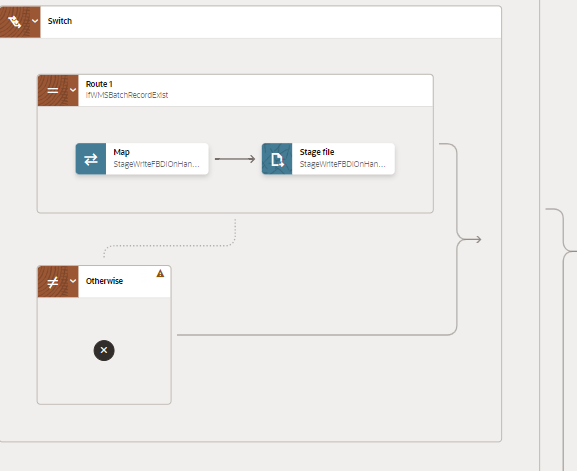 Switch
Route 1
IfWMSBatchRecordExist
Map
StageWriteFBDIOnHan...
Stage file
StageWriteFBDIOnHan...
Otherwise